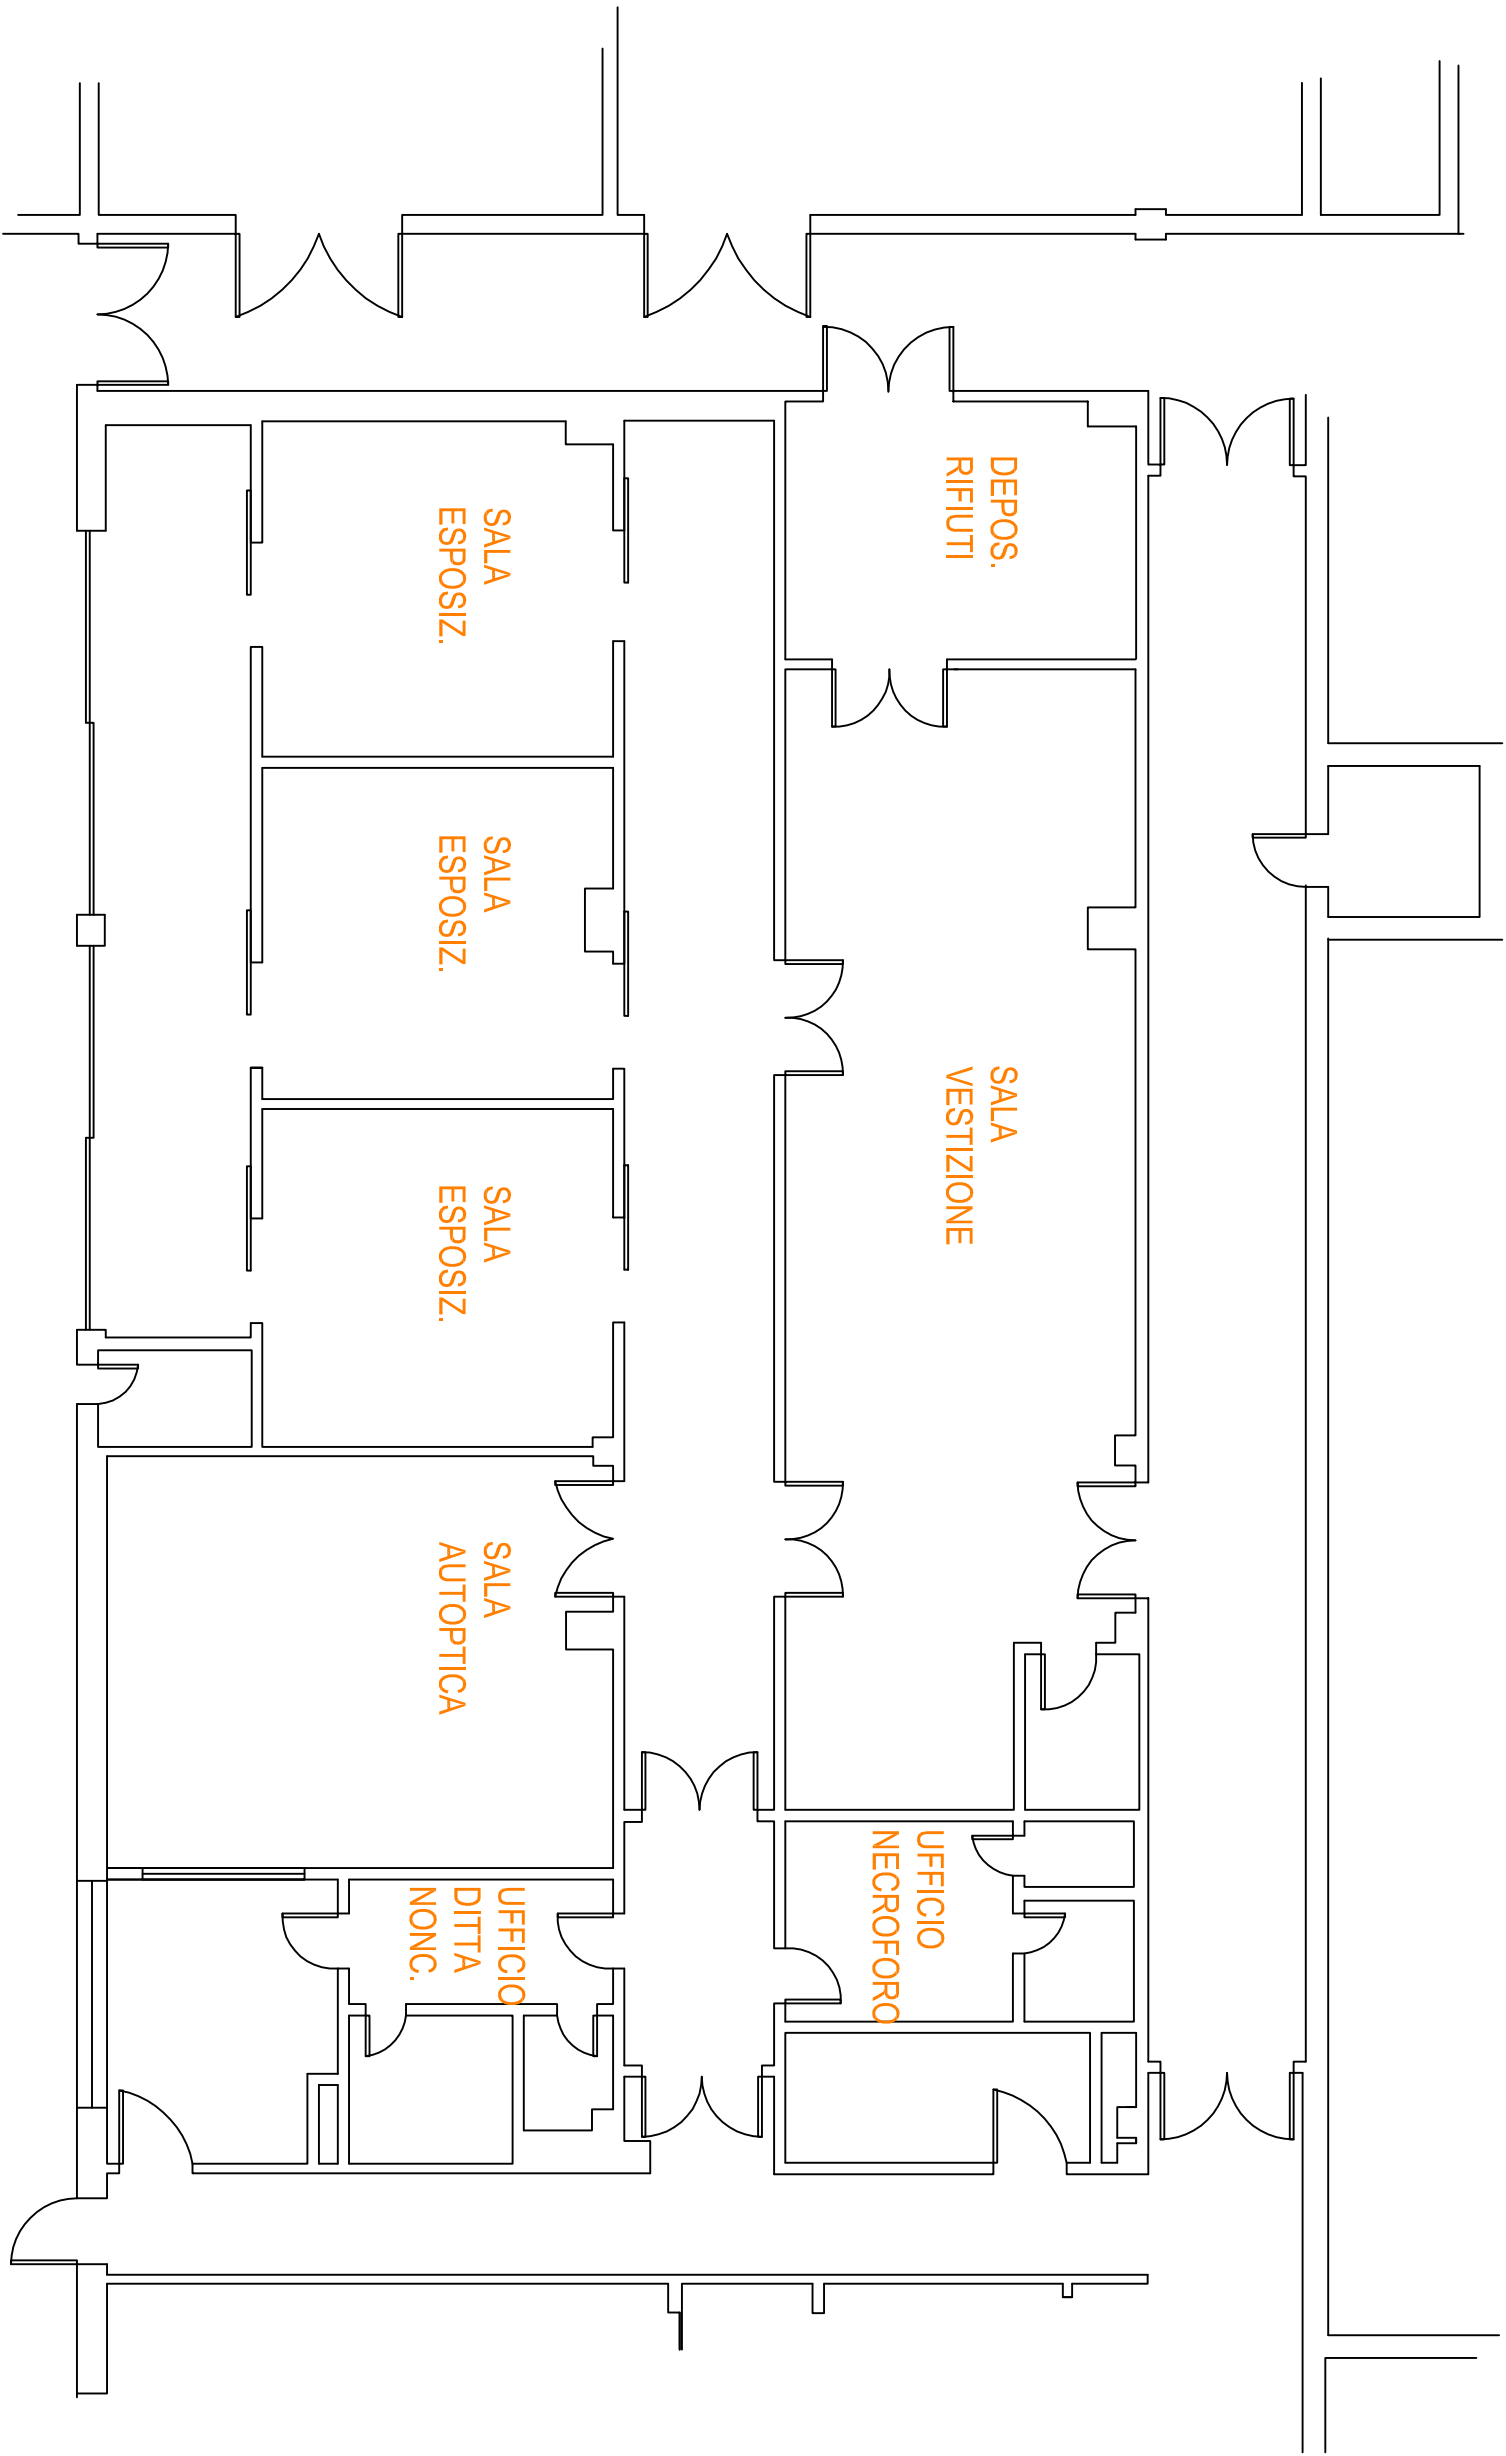 DEPOS.
RIFIUTI
SALA
ESPOSIZ.
SALA
ESPOSIZ.
SALA
ESPOSIZ.
SALA
VESTIZIONE
SALA
AUTOPTICA
UFFICIO
NECROFORO
UFFICIO
DITTA
NONC.